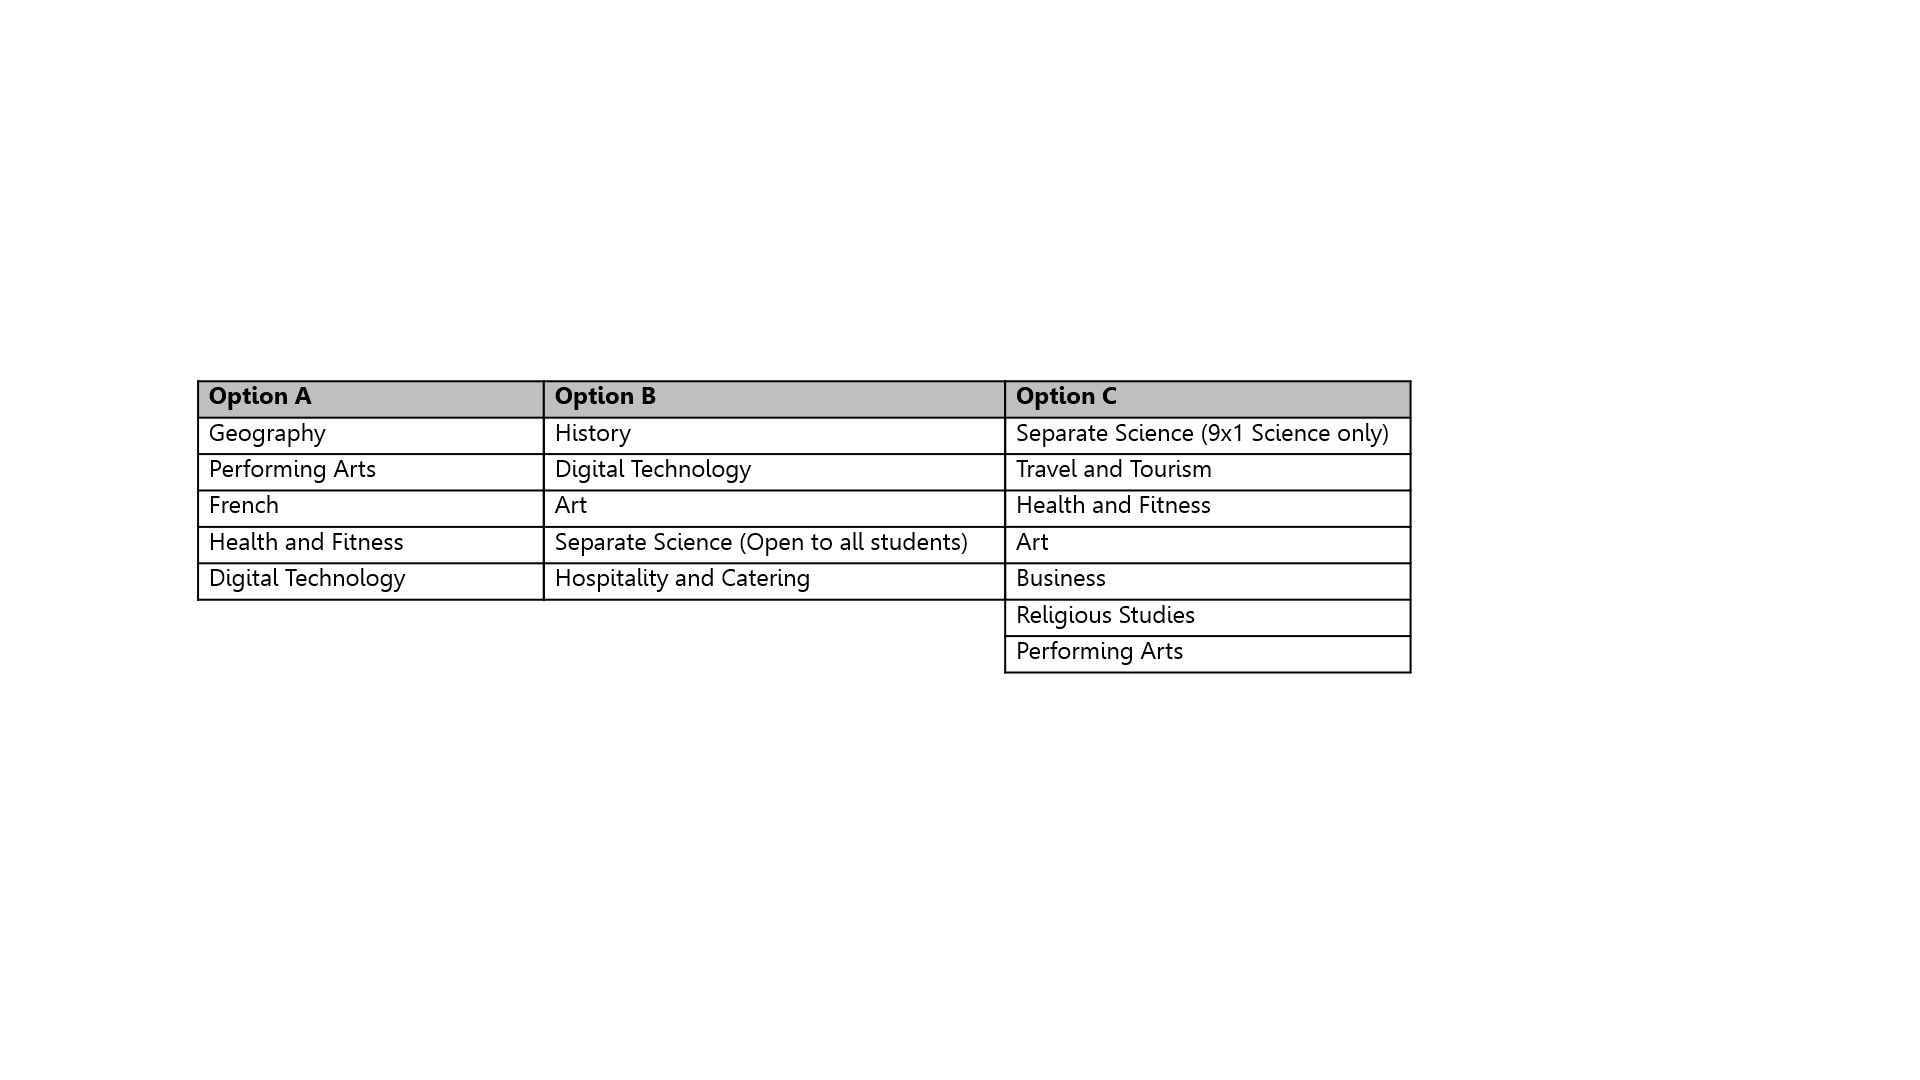 Option A Option B Option C
Geography History Separate Science (9x1 Science only)
Performing Arts Digital Technology Travel and Tourism
French Art Health and Fitness
Health and Fitness Separate Science (Open to all students) Art
Digital Technology Hospitality and Catering Business
Religious Studies
Performing Arts